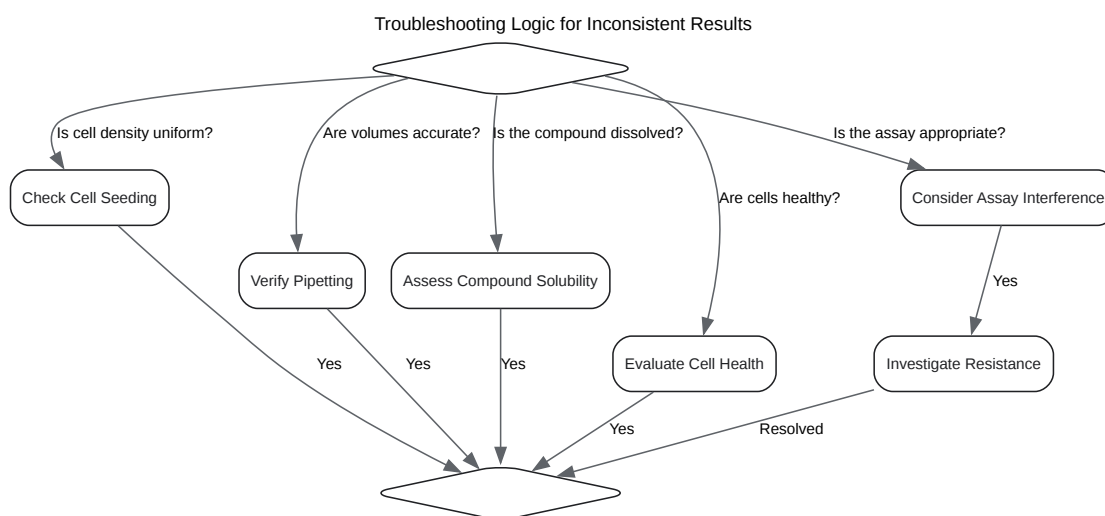 Troubleshooting Logic for Inconsistent Results
Is cell density uniform?
Are volumes accurate?
Is the compound dissolved?
Is the assay appropriate?
Check Cell Seeding
Are cells healthy?
Consider Assay Interference
Verify Pipetting
Assess Compound Solubility
Yes
Yes
Yes
Yes
Evaluate Cell Health
Investigate Resistance
Yes
Resolved